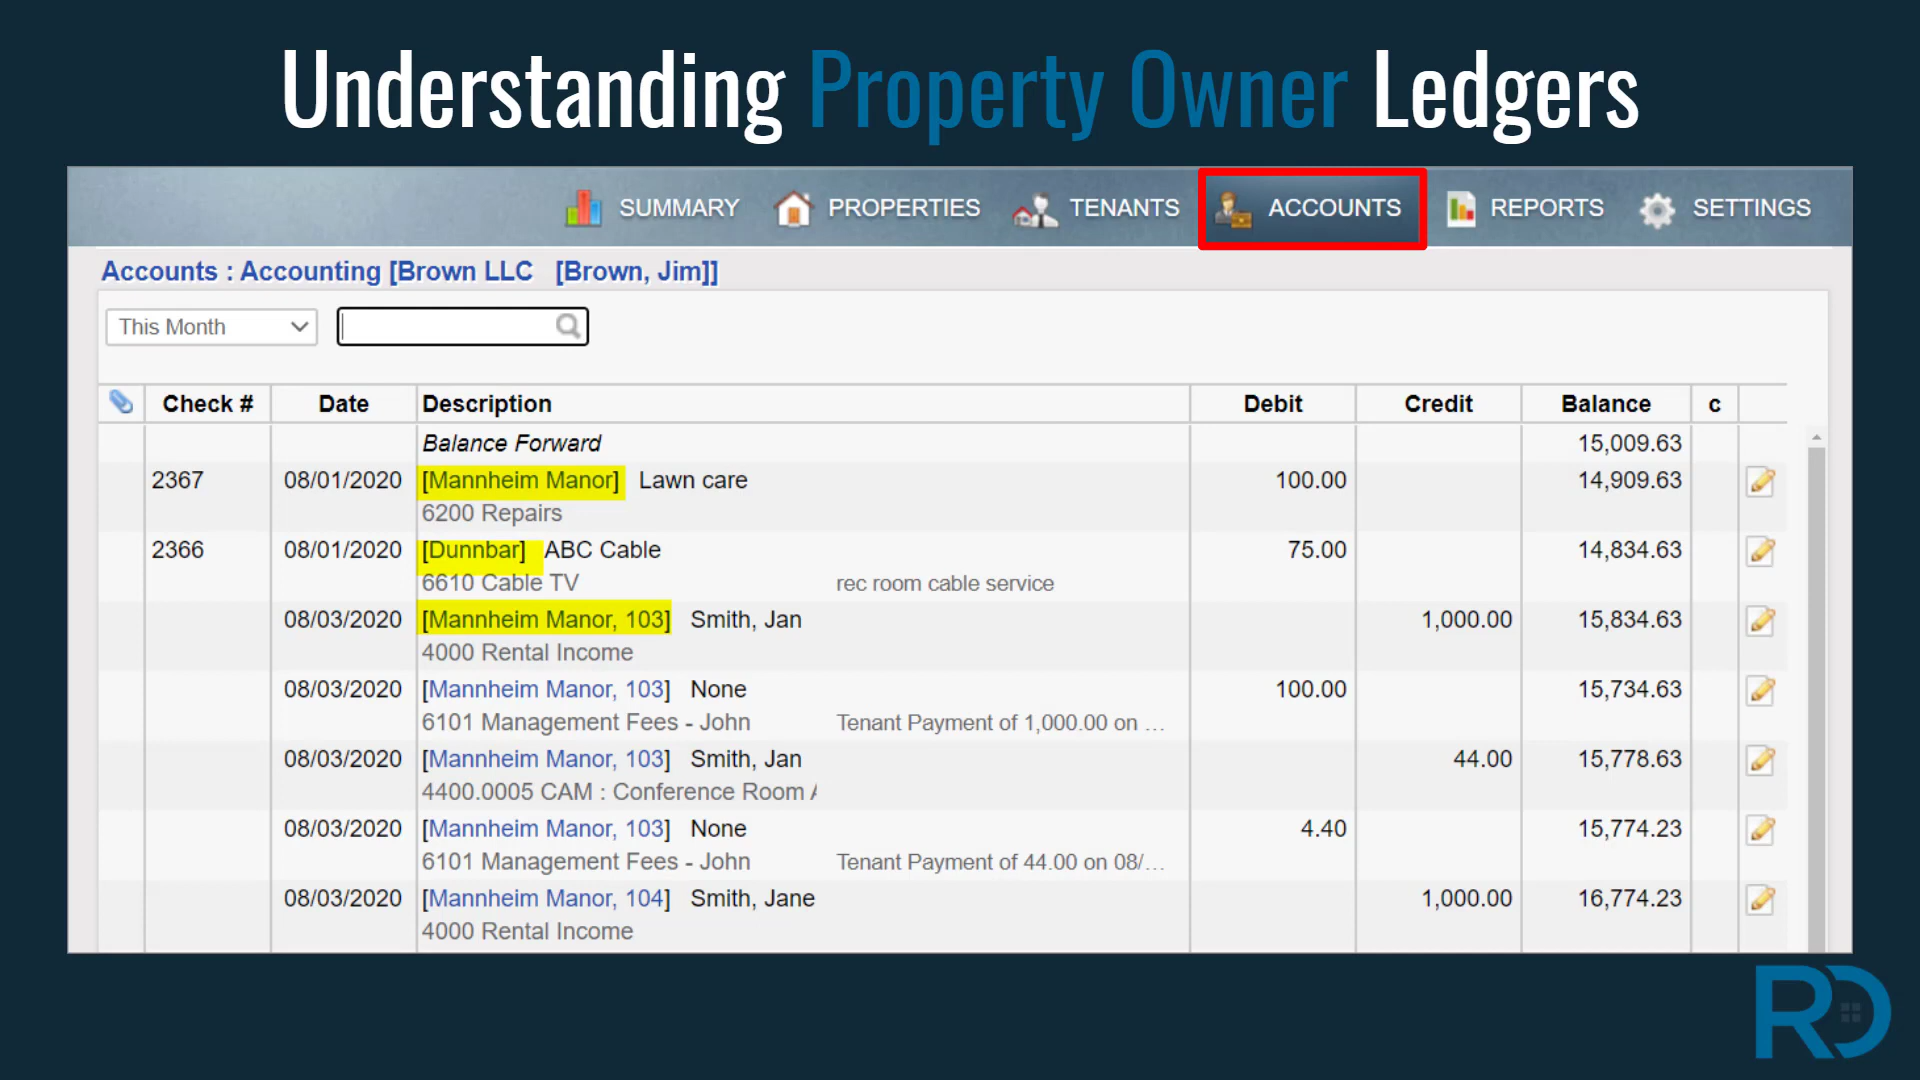 Understanding Property Owner Ledgers
SUMMARY PROPERTIES TENANTS ACCOUNTS REPORTS SETTINGS
Accounts : Accounting [Brown LLC [Brown, Jim]]
This Month
Check # Date Description Debit Credit Balance c
Balance Forward 15,009.63
2367 08/01/2020 [Mannheim Manor] Lawn care 100.00 14,909.63
6200 Repairs
2366 08/01/2020 [Dunnbar] ABC Cable 75.00 14,834.63
6610 Cable TV rec room cable service
08/03/2020 [Mannheim Manor, 103] Smith, Jan 1,000.00 15,834.63
4000 Rental Income
08/03/2020 [Mannheim Manor, 103] None 100.00 15,734.63
6101 Management Fees - John Tenant Payment of 1,000.00 on ...
08/03/2020 [Mannheim Manor, 103] Smith, Jan 44.00 15,778.63
4400.0005 CAM : Conference Room
08/03/2020 [Mannheim Manor, 103] None 4.40 15,774.23
6101 Management Fees - John Tenant Payment of 44.00 on 08/...
08/03/2020 [Mannheim Manor, 104] Smith, Jane 1,000.00 16,774.23
4000 Rental Income
RD